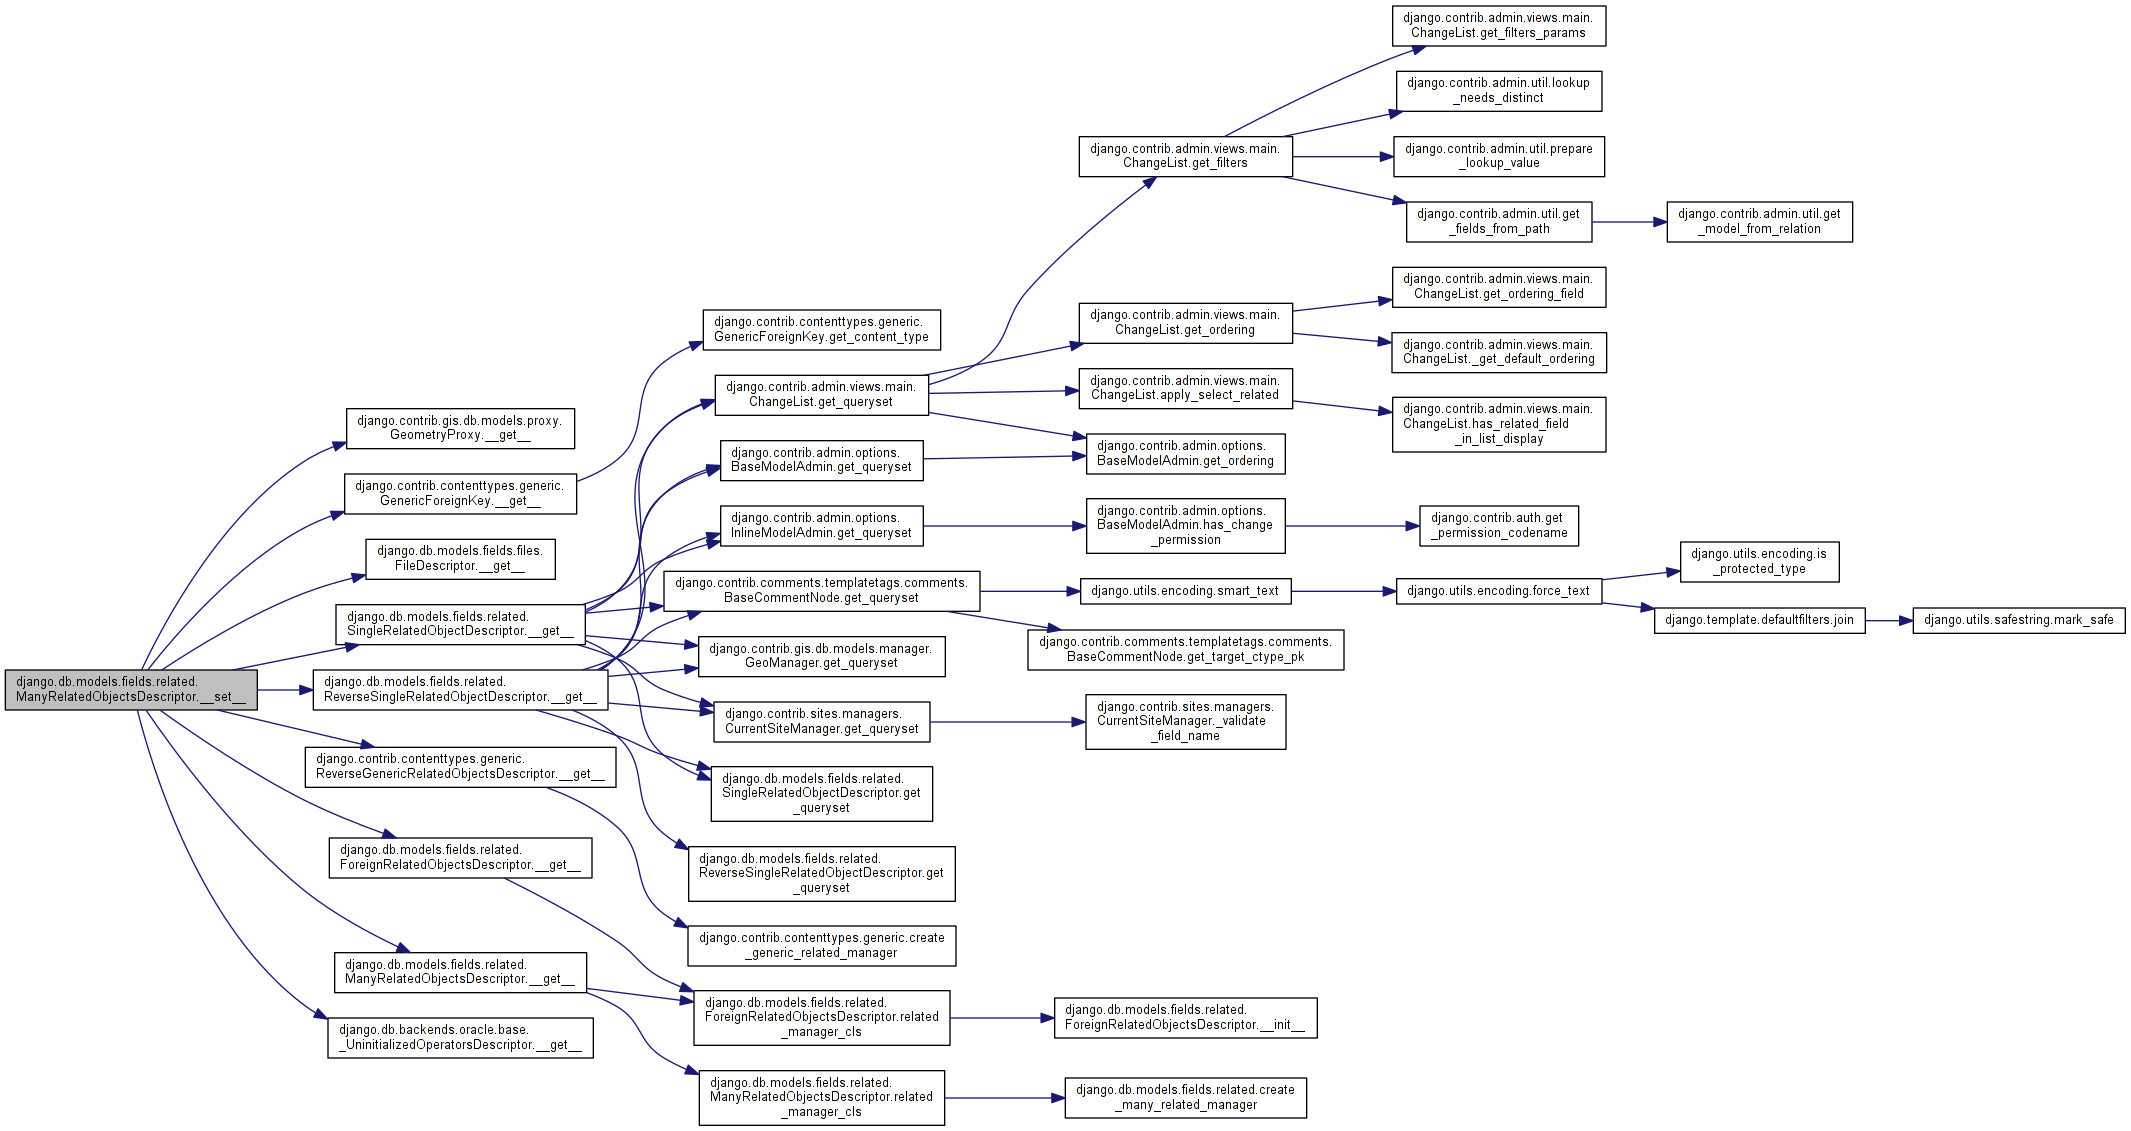 django.contrib.admin.views.main.
ChangeList.get_filters_params
django.contrib.admin.util.lookup
_needs_distinct
django.contrib.admin.views.main.
ChangeList.get_filters
django.contrib.admin.util.prepare
_lookup_value
django.contrib.admin.util.get
_fields_from_path
django.contrib.admin.util.get
_model_from_relation
django.contrib.admin.views.main.
ChangeList.get_ordering_field
django.contrib.contenttypes.generic.
GenericForeignKey.get_content_type
django.contrib.admin.views.main.
ChangeList.get_ordering
django.contrib.admin.views.main.
ChangeList._get_default_ordering
django.contrib.admin.views.main.
ChangeList.get_queryset
django.contrib.admin.views.main.
ChangeList.apply_select_related
django.contrib.admin.views.main.
ChangeList.has_related_field
_in_list_display
django.contrib.gis.db.models.proxy.
GeometryProxy.__get__
django.contrib.admin.options.
BaseModelAdmin.get_queryset
django.contrib.admin.options.
BaseModelAdmin.get_ordering
django.contrib.contenttypes.generic.
GenericForeignKey.__get__
django.contrib.admin.options.
InlineModelAdmin.get_queryset
django.contrib.admin.options.
BaseModelAdmin.has_change
_permission
django.contrib.auth.get
_permission_codename
django.db.models.fields.files.
FileDescriptor.__get__
django.utils.encoding.is
_protected_type
django.contrib.comments.templatetags.comments.
BaseCommentNode.get_queryset
django.utils.encoding.smart_text
django.utils.encoding.force_text
django.db.models.fields.related.
SingleRelatedObjectDescriptor.__get__
django.template.defaultfilters.join
django.utils.safestring.mark_safe
django.contrib.gis.db.models.manager.
GeoManager.get_queryset
django.contrib.comments.templatetags.comments.
BaseCommentNode.get_target_ctype_pk
django.db.models.fields.related.
ManyRelatedObjectsDescriptor.__set__
django.db.models.fields.related.
ReverseSingleRelatedObjectDescriptor.__get__
django.contrib.sites.managers.
CurrentSiteManager.get_queryset
django.contrib.sites.managers.
CurrentSiteManager._validate
_field_name
django.contrib.contenttypes.generic.
ReverseGenericRelatedObjectsDescriptor.__get__
django.db.models.fields.related.
SingleRelatedObjectDescriptor.get
_queryset
django.db.models.fields.related.
ForeignRelatedObjectsDescriptor.__get__
django.db.models.fields.related.
ReverseSingleRelatedObjectDescriptor.get
_queryset
django.contrib.contenttypes.generic.create
_generic_related_manager
django.db.models.fields.related.
ManyRelatedObjectsDescriptor.__get__
django.db.models.fields.related.
ForeignRelatedObjectsDescriptor.related
_manager_cls
django.db.models.fields.related.
ForeignRelatedObjectsDescriptor.__init__
django.db.backends.oracle.base.
_UninitializedOperatorsDescriptor.__get__
django.db.models.fields.related.
ManyRelatedObjectsDescriptor.related
_manager_cls
django.db.models.fields.related.create
_many_related_manager